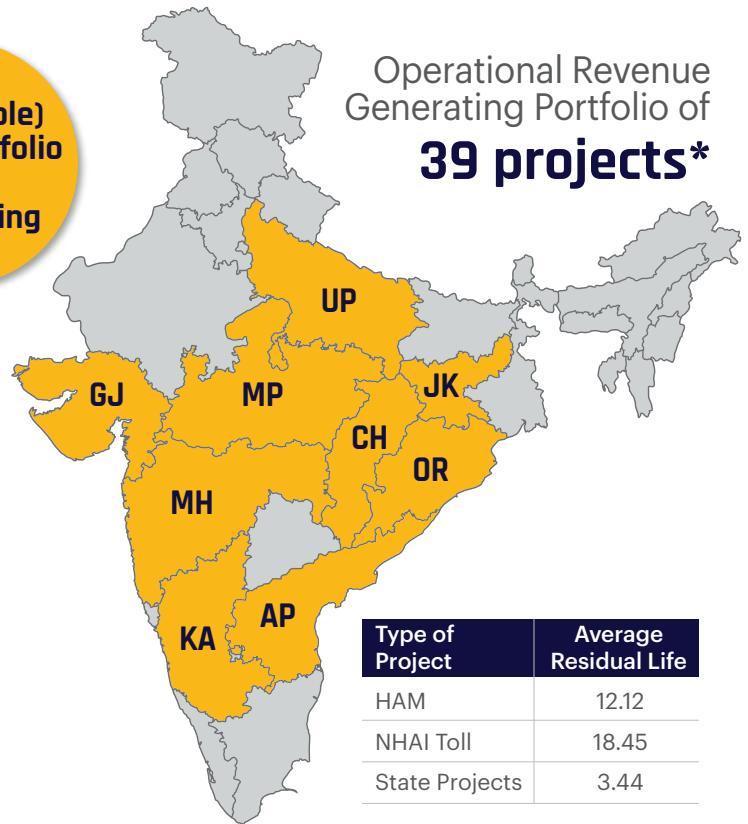 folio
ing
Operational Revenue
Generating Portfolio of
39 projects*
UP
GJ
MP
JK
CH
OR
MH
AP
KA
Type of Project
Average Residual Life
HAM 12.12
NHAI Toll 18.45
State Projects 3.44